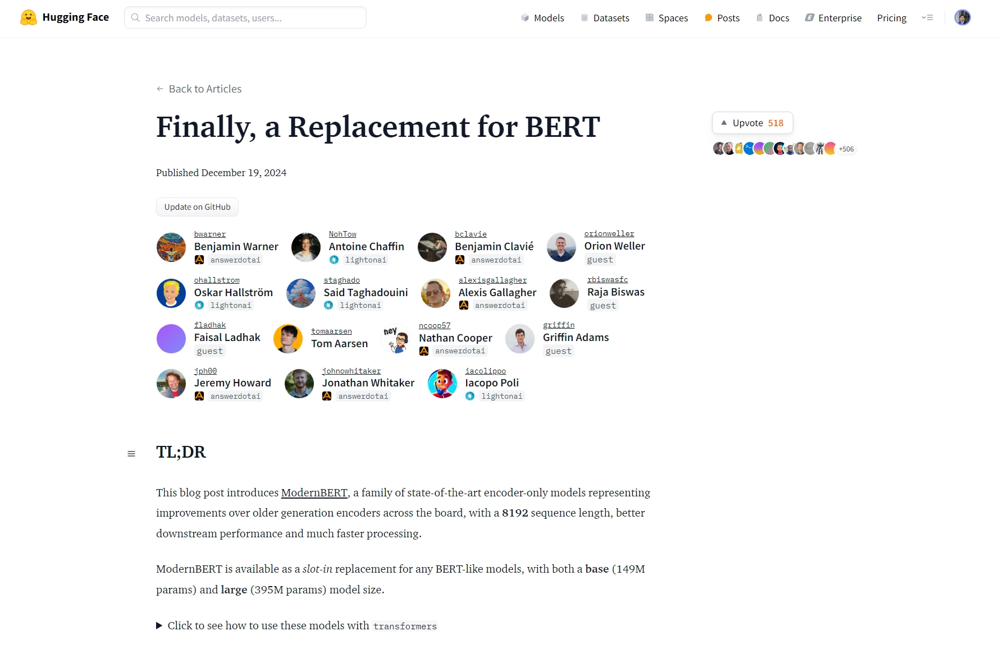 Hugging Face
Search models, datasets, users...
Models
Datasets
Spaces
Posts
Docs
Enterprise
Pricing
← Back to Articles
Finally, a Replacement for BERT
Upvote 518
+506
Published December 19, 2024
Update on GitHub
bwarner
Benjamin Warner
answerdotai
NohTow
Antoine Chaffin
lightonai
bclavie
Benjamin Clavié
answerdotai
orionweller
Orion Weller
guest
ohallstrom
Oskar Hallström
lightonai
staghado
Said Taghadouini
lightonai
alexisgallagher
Alexis Gallagher
answerdotai
rbiswasfc
Raja Biswas
guest
fladhak
Faisal Ladhak
guest
tomaarsen
Tom Aarsen
hey
ncoop57
Nathan Cooper
answerdotai
griffin
Griffin Adams
guest
jph00
Jeremy Howard
answerdotai
johnowhitaker
Jonathan Whitaker
answerdotai
iacolippo
Iacopo Poli
lightonai
TL;DR
This blog post introduces ModernBERT, a family of state-of-the-art encoder-only models representing
improvements over older generation encoders across the board, with a 8192 sequence length, better
downstream performance and much faster processing.
ModernBERT is available as a slot-in replacement for any BERT-like models, with both a base (149M
params) and large (395M params) model size.
Click to see how to use these models with transformers